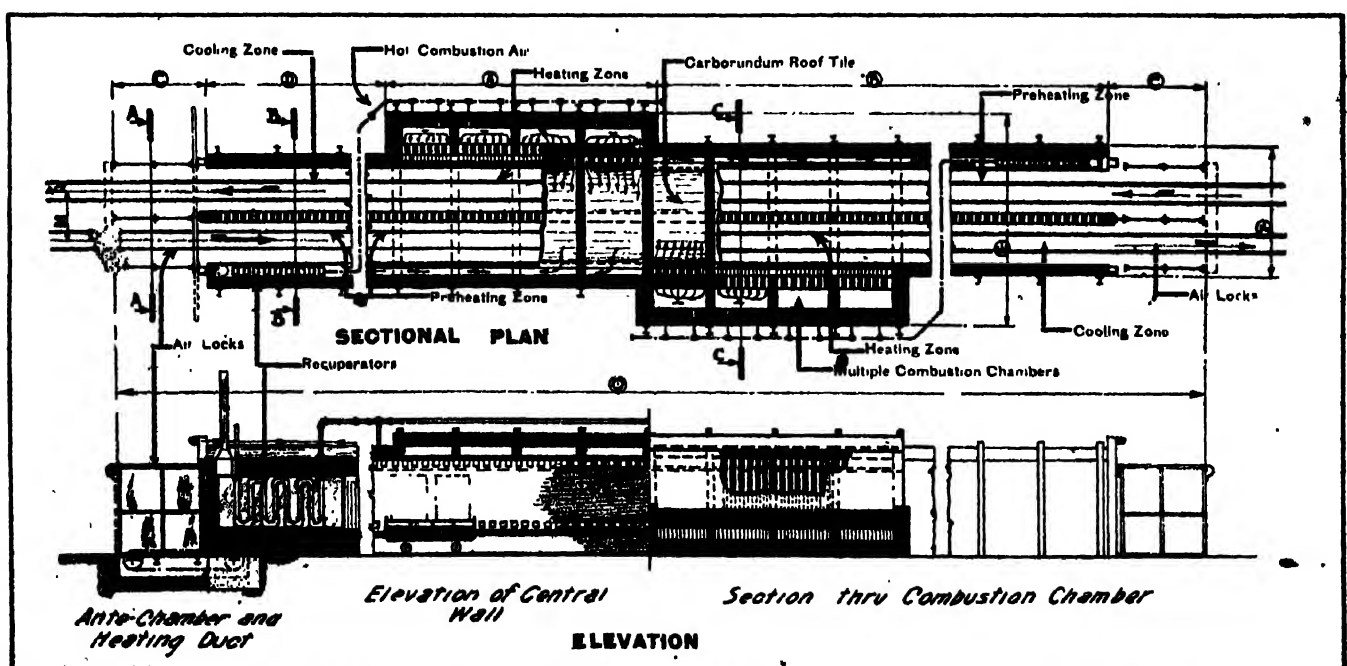 Cooling Zone
Hot Combustion Air
Heating Zone
Carborundum Roof Tile
Preheating Zone
C
D
A
B
C
A
B
C
A
B
C
Preheating Zone
SECTIONAL PLAN
Air Locks
Recuperators
Heating Zone
Multiple Combustion Chambers
Cooling Zone
Air Locks
Ante-Chamber and
Heating Duct
Elevation of Central
Wall
Section thru Combustion Chamber
ELEVATION